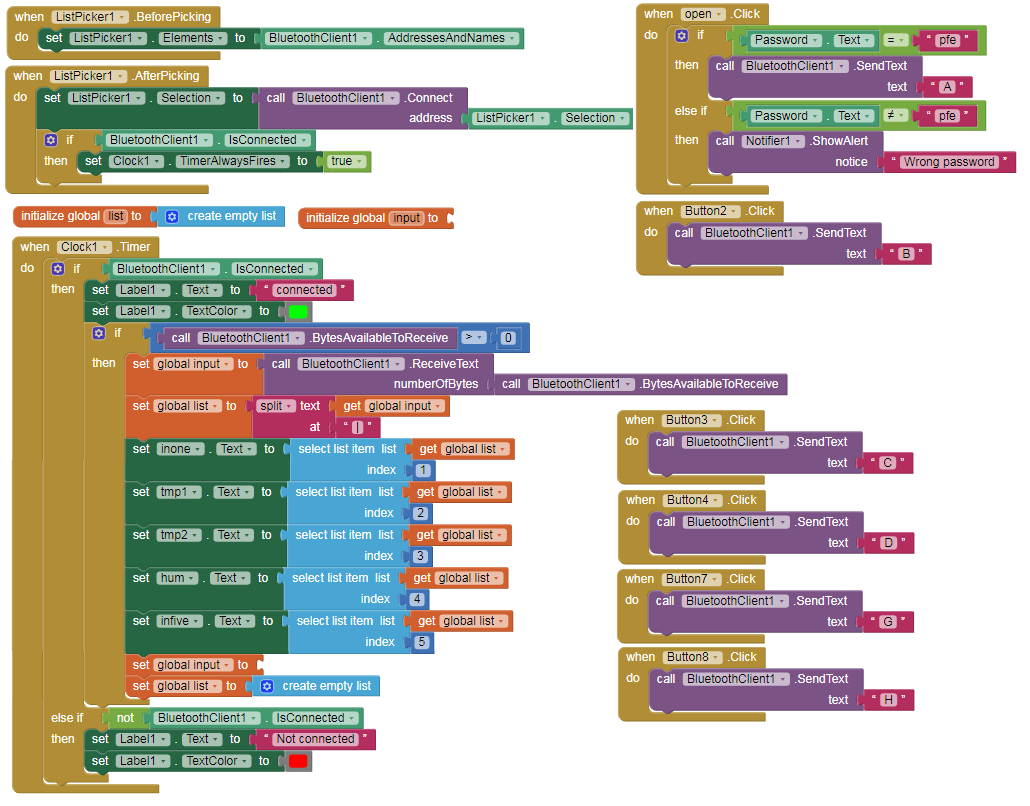 when ListPicker1 .BeforePicking
do set ListPicker1 . Elements to BluetoothClient1 . AddressesAndNames
when ListPicker1 .AfterPicking
do set ListPicker1 . Selection to call BluetoothClient1 .Connect
address ListPicker1 . Selection
if BluetoothClient1 . IsConnected
then set Clock1 . TimerAlwaysFires to true
initialize global list to create empty list
initialize global input to
when Clock1 .Timer
do if BluetoothClient1 . IsConnected
then set Label1 . Text to “ connected ”
set Label1 . TextColor to
if call BluetoothClient1 .BytesAvailableToReceive > 0
then set global input to call BluetoothClient1 .ReceiveText
numberOfBytes call BluetoothClient1 .BytesAvailableToReceive
set global list to split text get global input
at “ | ”
set inone . Text to select list item list get global list
index 1
set tmp1 . Text to select list item list get global list
index 2
set tmp2 . Text to select list item list get global list
index 3
set hum . Text to select list item list get global list
index 4
set infive . Text to select list item list get global list
index 5
set global input to
set global list to create empty list
else if not BluetoothClient1 . IsConnected
then set Label1 . Text to “ Not connected ”
set Label1 . TextColor to
when open .Click
do if Password . Text = “ pfe ”
then call BluetoothClient1 .SendText
text “ A ”
else if Password . Text ≠ “ pfe ”
then call Notifier1 .ShowAlert
notice “ Wrong password ”
when Button2 .Click
do call BluetoothClient1 .SendText
text “ B ”
when Button3 .Click
do call BluetoothClient1 .SendText
text “ C ”
when Button4 .Click
do call BluetoothClient1 .SendText
text “ D ”
when Button7 .Click
do call BluetoothClient1 .SendText
text “ G ”
when Button8 .Click
do call BluetoothClient1 .SendText
text “ H ”